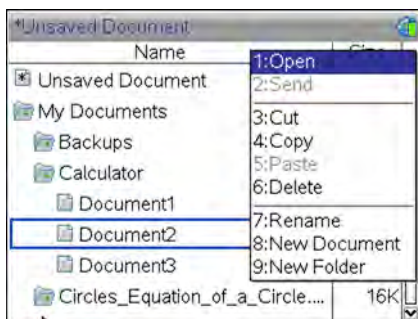 *Unsaved Document
Name
Size
Unsaved Document
My Documents
Backups
Calculator
Document1
Document2
Document3
Circles_Equation_of_a_Circle....
16K
1:Open
2:Send
3:Cut
4:Copy
5:Paste
6:Delete
7:Rename
8:New Document
9:New Folder